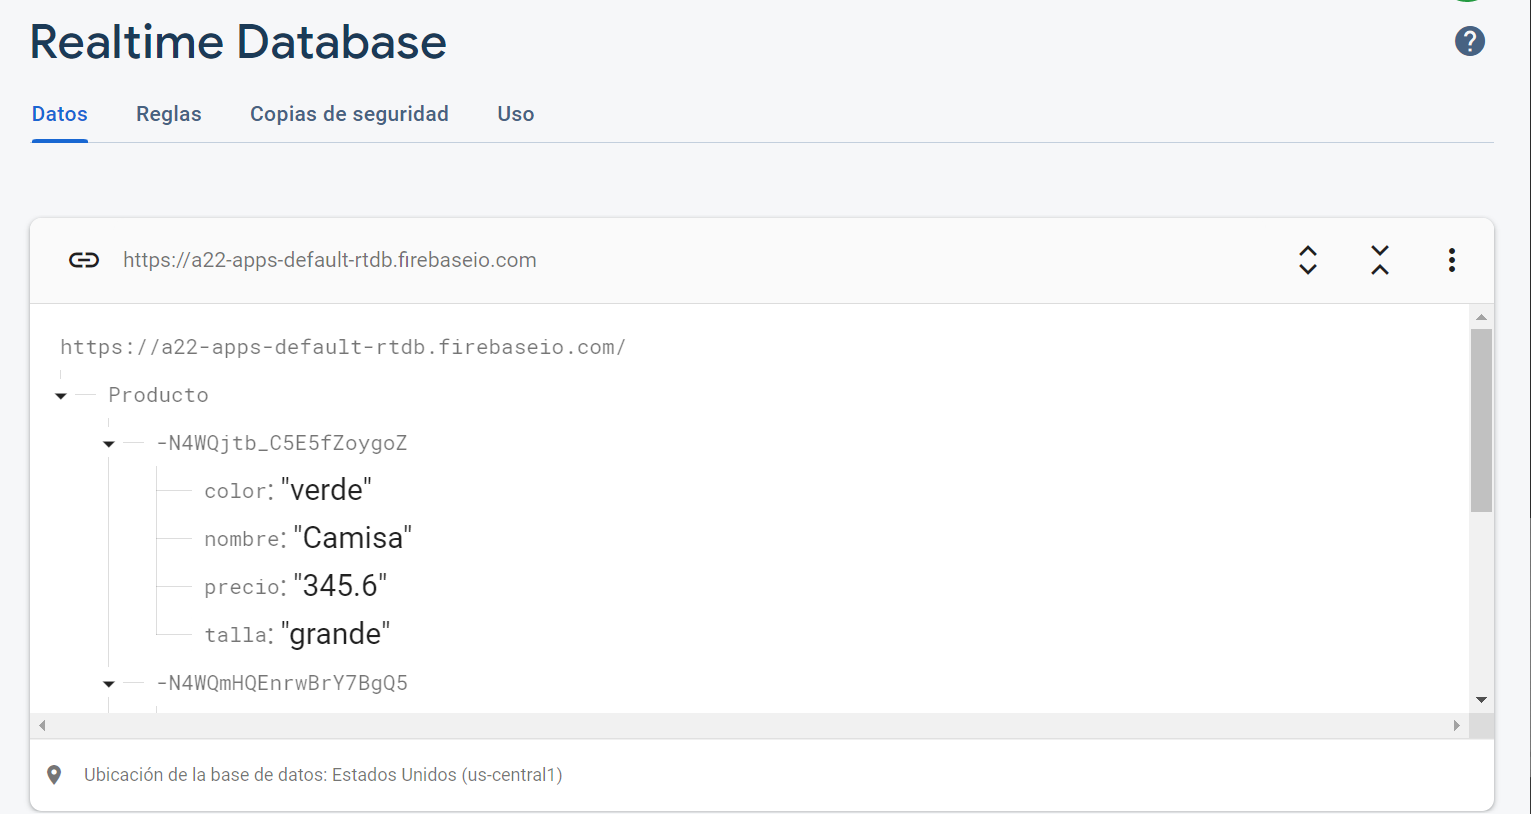 Realtime Database
Datos Reglas Copias de seguridad Uso
https://a22-apps-default-rtdb.firebaseio.com
https://a22-apps-default-rtdb.firebaseio.com/
Producto
-N4WQjtb_C5E5fZoygoZ
color: "verde"
nombre: "Camisa"
precio: "345.6"
talla: "grande"
-N4WQmHQEnrwBrY7BgQ5
Ubicación de la base de datos: Estados Unidos (us-central1)